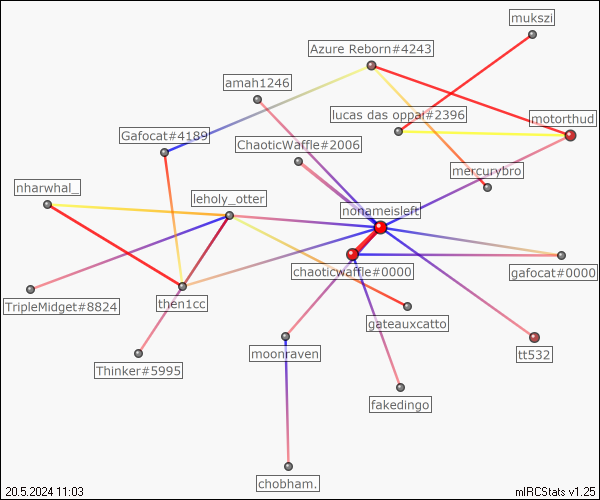 mukszi
Azure Reborn#4243
amah1246
lucas das oppai#2396
motorthud
Gafocat#4189
ChaoticWaffle#2006
mercurybro
nharwhal_
leholy_otter
nonameisleft
chaoticwaffle#0000
gafocat#0000
TripleMidget#8824
then1cc
gateauxcatto
moonraven
tt532
Thinker#5995
fakedingo
chobham.
20.5.2024 11:03
mIRCStats v1.25